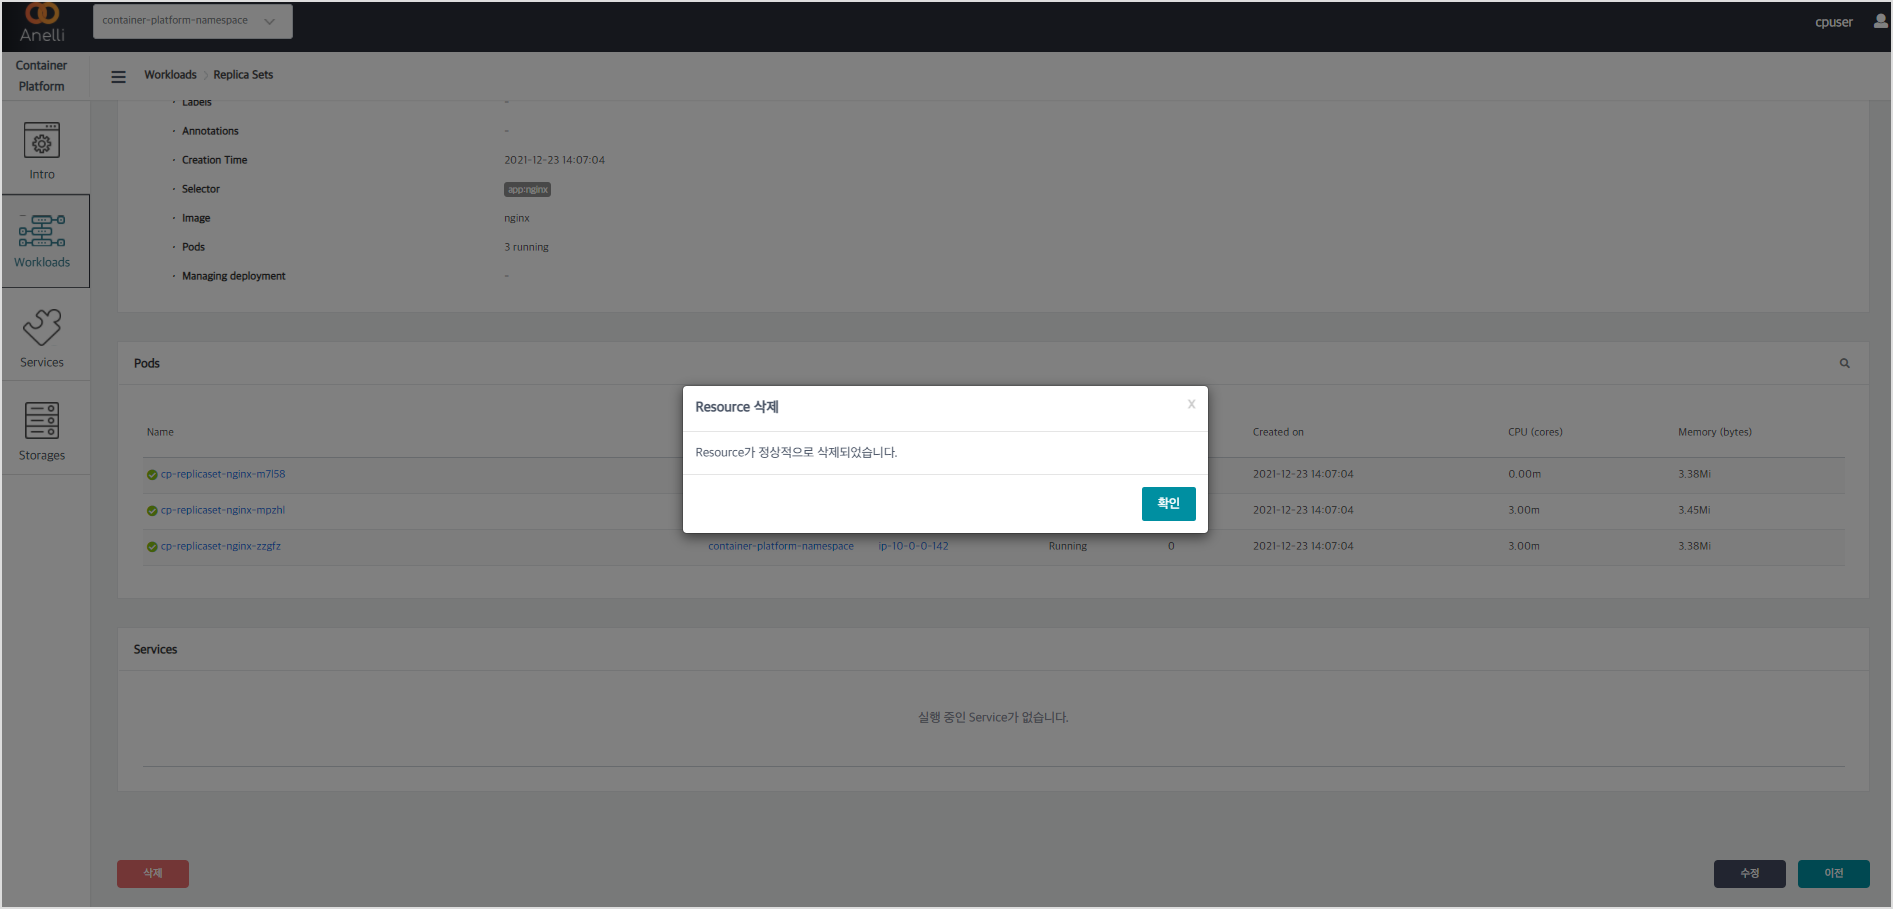 Anelli
container-platform-namespace
cpuser
Container
Platform
Workloads Replica Sets
Intro
Workloads
Services
Storages
· Labels -
· Annotations -
· Creation Time 2021-12-23 14:07:04
· Selector app:nginx
· Image nginx
· Pods 3 running
· Managing deployment -
Pods
Name Created on CPU (cores) Memory (bytes)
cp-replicaset-nginx-m7l58 2021-12-23 14:07:04 0.00m 3.38Mi
cp-replicaset-nginx-mpzhl 2021-12-23 14:07:04 3.00m 3.45Mi
cp-replicaset-nginx-zzgfz container-platform-namespace ip-10-0-0-142 Running 0 2021-12-23 14:07:04 3.00m 3.38Mi
Resource 삭제 X
Resource가 정상적으로 삭제되었습니다.
확인
Services
실행 중인 Service가 없습니다.
삭제
수정
이전